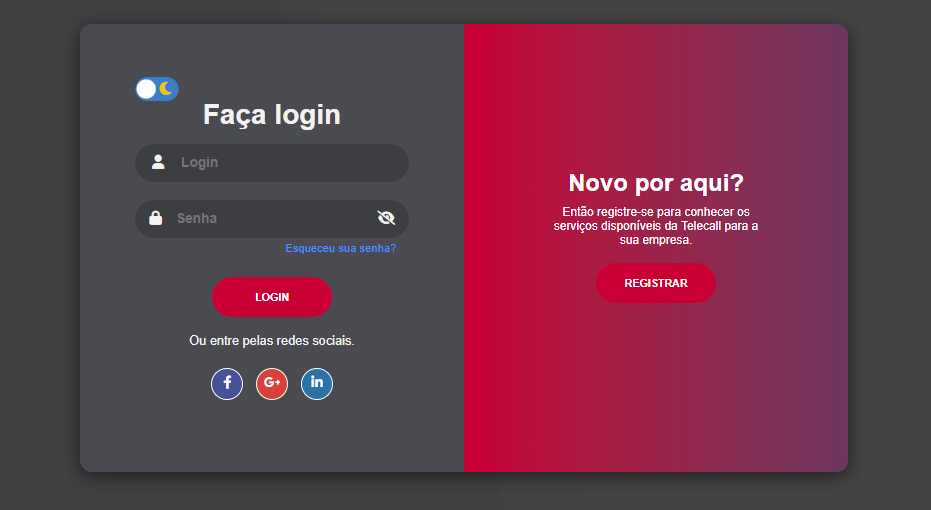 Faça login
Login
Senha
Esqueceu sua senha?
LOGIN
Ou entre pelas redes sociais.
f
G+
in
Novo por aqui?
Então registre-se para conhecer os
serviços disponíveis da Telecall para a
sua empresa.
REGISTRAR